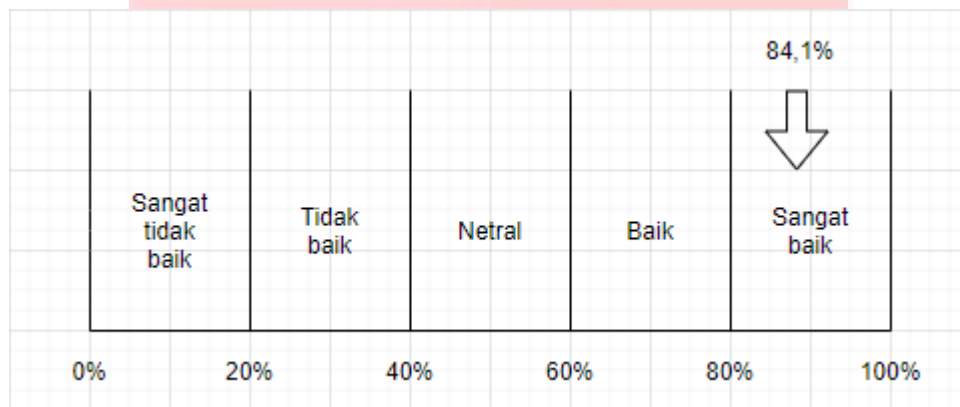 84,1%
Sangat
tidak
baik
Tidak
baik
Netral
Baik
Sangat
baik
0%
20%
40%
60%
80%
100%